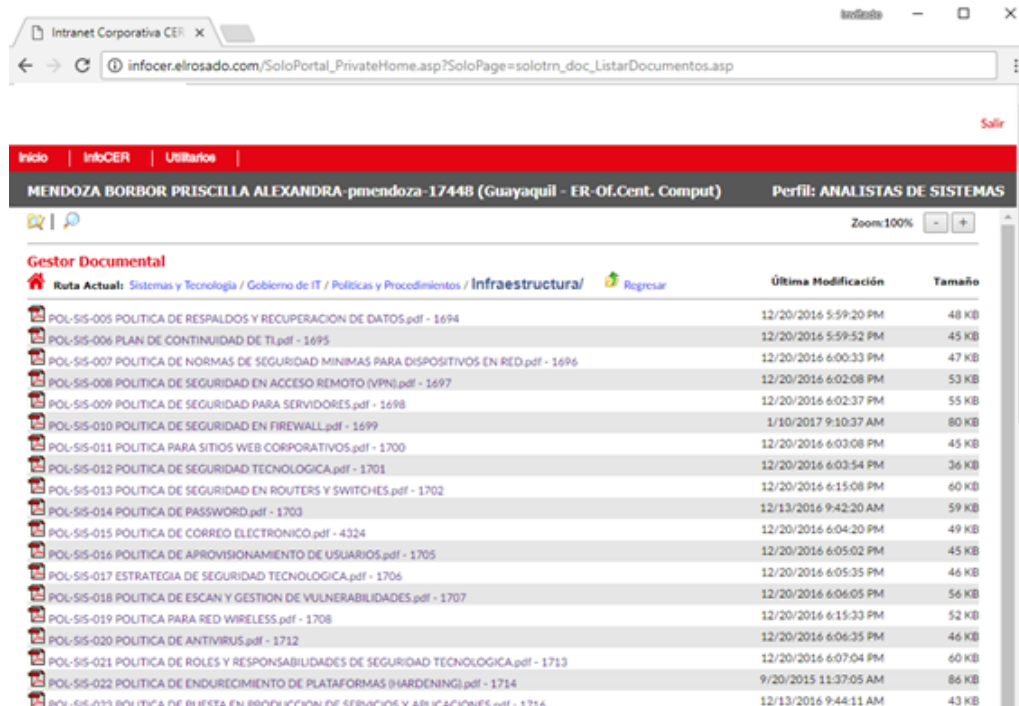 Invitado
Intranet Corporativa CER
infocer.elrosado.com/SoloPortal_PrivateHome.asp?SoloPage=solotrn_doc_ListarDocumentos.asp
Salir
Inicio | InfoCER | Utilitarios |
MENDOZA BORBOR PRISCILLA ALEXANDRA-pmendoza-17448 (Guayaquil - ER-Of.Cent. Comput) Perfil: ANALISTAS DE SISTEMAS
Zoom:100% - +
Gestor Documental
Ruta Actual: Sistemas y Tecnologia / Gobierno de IT / Politicas y Procedimientos / Infraestructura/ Regresar Última Modificación Tamaño
POL-SIS-005 POLITICA DE RESPALDOS Y RECUPERACION DE DATOS.pdf - 1694 12/20/2016 5:59:20 PM 48 KB
POL-SIS-006 PLAN DE CONTINUIDAD DE TI.pdf - 1695 12/20/2016 5:59:52 PM 45 KB
POL-SIS-007 POLITICA DE NORMAS DE SEGURIDAD MINIMAS PARA DISPOSITIVOS EN RED.pdf - 1696 12/20/2016 6:00:33 PM 47 KB
POL-SIS-008 POLITICA DE SEGURIDAD EN ACCESO REMOTO (VPN).pdf - 1697 12/20/2016 6:02:08 PM 53 KB
POL-SIS-009 POLITICA DE SEGURIDAD PARA SERVIDORES.pdf - 1698 12/20/2016 6:02:37 PM 55 KB
POL-SIS-010 POLITICA DE SEGURIDAD EN FIREWALL.pdf - 1699 1/10/2017 9:10:37 AM 80 KB
POL-SIS-011 POLITICA PARA SITIOS WEB CORPORATIVOS.pdf - 1700 12/20/2016 6:03:08 PM 45 KB
POL-SIS-012 POLITICA DE SEGURIDAD TECNOLOGICA.pdf - 1701 12/20/2016 6:03:54 PM 36 KB
POL-SIS-013 POLITICA DE SEGURIDAD EN ROUTERS Y SWITCHES.pdf - 1702 12/20/2016 6:15:08 PM 60 KB
POL-SIS-014 POLITICA DE PASSWORD.pdf - 1703 12/13/2016 9:42:20 AM 59 KB
POL-SIS-015 POLITICA DE CORREO ELECTRONICO.pdf - 4324 12/20/2016 6:04:20 PM 49 KB
POL-SIS-016 POLITICA DE APROVISIONAMIENTO DE USUARIOS.pdf - 1705 12/20/2016 6:05:02 PM 45 KB
POL-SIS-017 ESTRATEGIA DE SEGURIDAD TECNOLOGICA.pdf - 1706 12/20/2016 6:05:35 PM 46 KB
POL-SIS-018 POLITICA DE ESCAN Y GESTION DE VULNERABILIDADES.pdf - 1707 12/20/2016 6:06:05 PM 56 KB
POL-SIS-019 POLITICA PARA RED WIRELESS.pdf - 1708 12/20/2016 6:15:33 PM 52 KB
POL-SIS-020 POLITICA DE ANTIVIRUS.pdf - 1712 12/20/2016 6:06:35 PM 46 KB
POL-SIS-021 POLITICA DE ROLES Y RESPONSABILIDADES DE SEGURIDAD TECNOLOGICA.pdf - 1713 12/20/2016 6:07:04 PM 60 KB
POL-SIS-022 POLITICA DE ENDURECIMIENTO DE PLATAFORMAS (HARDENING).pdf - 1714 9/20/2015 11:37:05 AM 86 KB
POL-SIS-023 POLITICA DE PUESTA EN PRODUCCION DE SERVICIOS Y APLICACIONES.pdf - 1716 12/13/2016 9:44:11 AM 43 KB